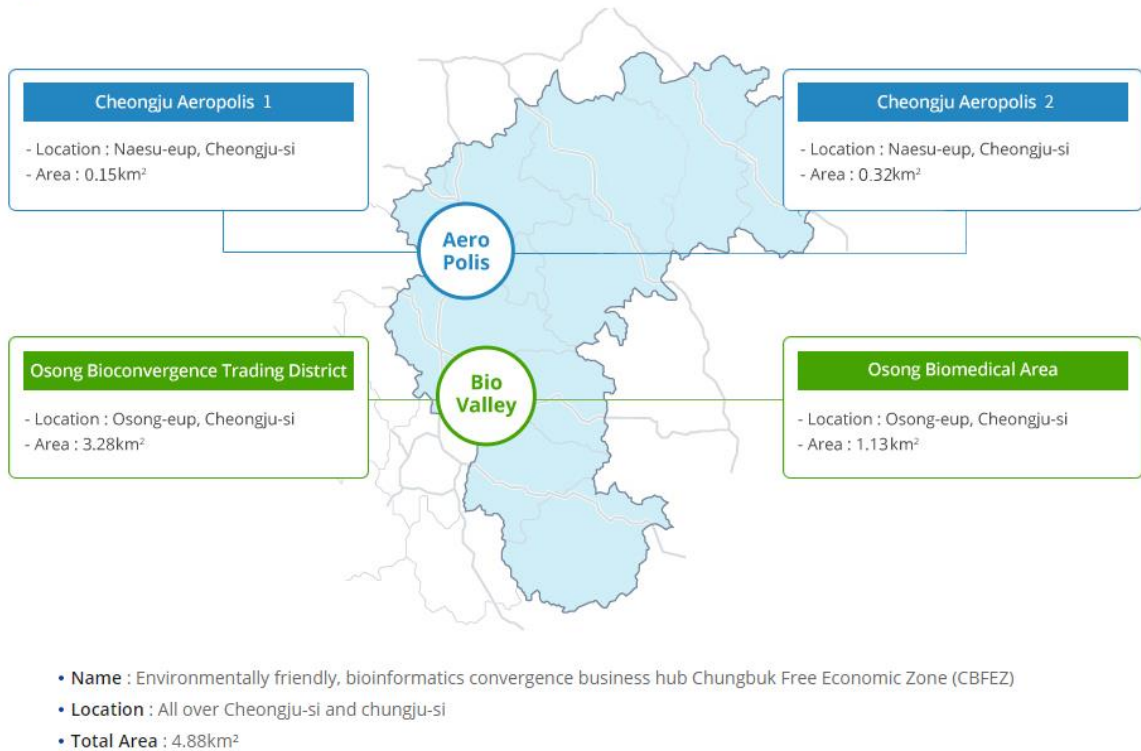 Cheongju Aeropolis 1
- Location : Naesu-eup, Cheongju-si
- Area : 0.15km²
Cheongju Aeropolis 2
- Location : Naesu-eup, Cheongju-si
- Area : 0.32km²
Aero
Polis
Osong Bioconvergence Trading District
- Location : Osong-eup, Cheongju-si
- Area : 3.28km²
Bio
Valley
Osong Biomedical Area
- Location : Osong-eup, Cheongju-si
- Area : 1.13km²
• Name : Environmentally friendly, bioinformatics convergence business hub Chungbuk Free Economic Zone (CBFEZ)
• Location : All over Cheongju-si and chungju-si
• Total Area : 4.88km²